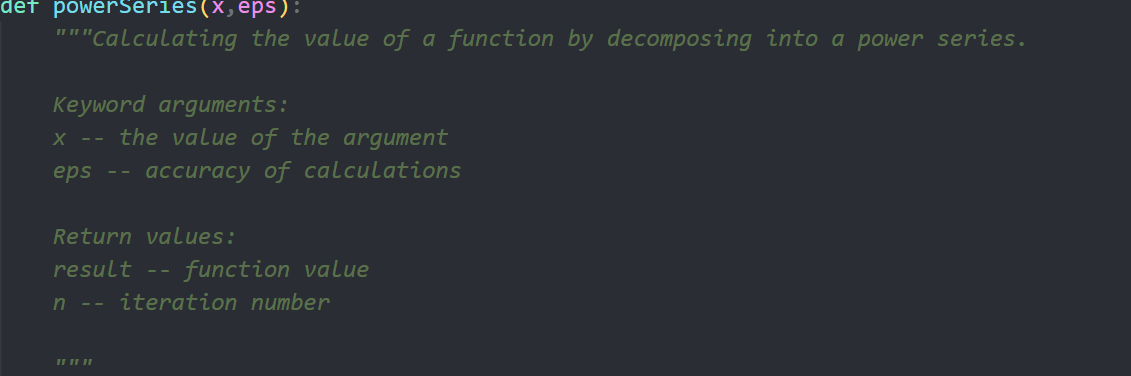 def powerSeries(x,eps):
"""Calculating the value of a function by decomposing into a power series.
Keyword arguments:
x -- the value of the argument
eps -- accuracy of calculations
Return values:
result -- function value
n -- iteration number
"""